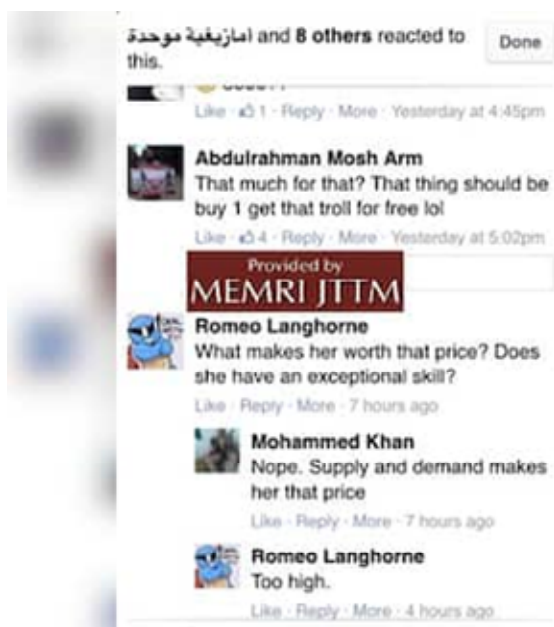 أمازيغية موحدة and 8 others reacted to
this.
Done
Like · 1 · Reply · More · Yesterday at 4:45pm
Abdulrahman Mosh Arm
That much for that? That thing should be
buy 1 get that troll for free lol
Like · 4 · Reply · More · Yesterday at 5:02pm
Provided by
MEMRI JTTM
Romeo Langhorne
What makes her worth that price? Does
she have an exceptional skill?
Like · Reply · More · 7 hours ago
Mohammed Khan
Nope. Supply and demand makes
her that price
Like · Reply · More · 7 hours ago
Romeo Langhorne
Too high.
Like · Reply · More · 4 hours ago